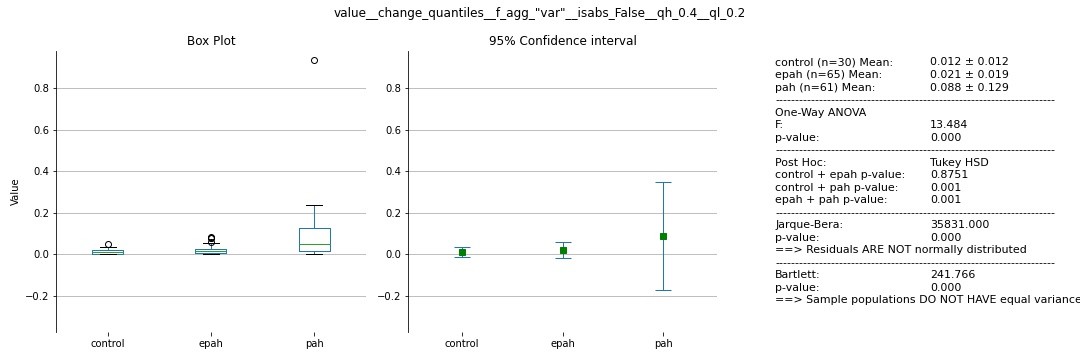 value__change_quantiles__f_agg_"var"__isabs_False__qh_0.4__ql_0.2
Box Plot
Value
0.8
0.6
0.4
0.2
0.0
−0.2
control epah pah
95% Confidence interval
0.8
0.6
0.4
0.2
0.0
−0.2
control epah pah
control (n=30) Mean: 0.012 ± 0.012
epah (n=65) Mean: 0.021 ± 0.019
pah (n=61) Mean: 0.088 ± 0.129
One-Way ANOVA
F: 13.484
p-value: 0.000
Post Hoc: Tukey HSD
control + epah p-value: 0.8751
control + pah p-value: 0.001
epah + pah p-value: 0.001
Jarque-Bera: 35831.000
p-value: 0.000
==> Residuals ARE NOT normally distributed
Bartlett: 241.766
p-value: 0.000
==> Sample populations DO NOT HAVE equal variance